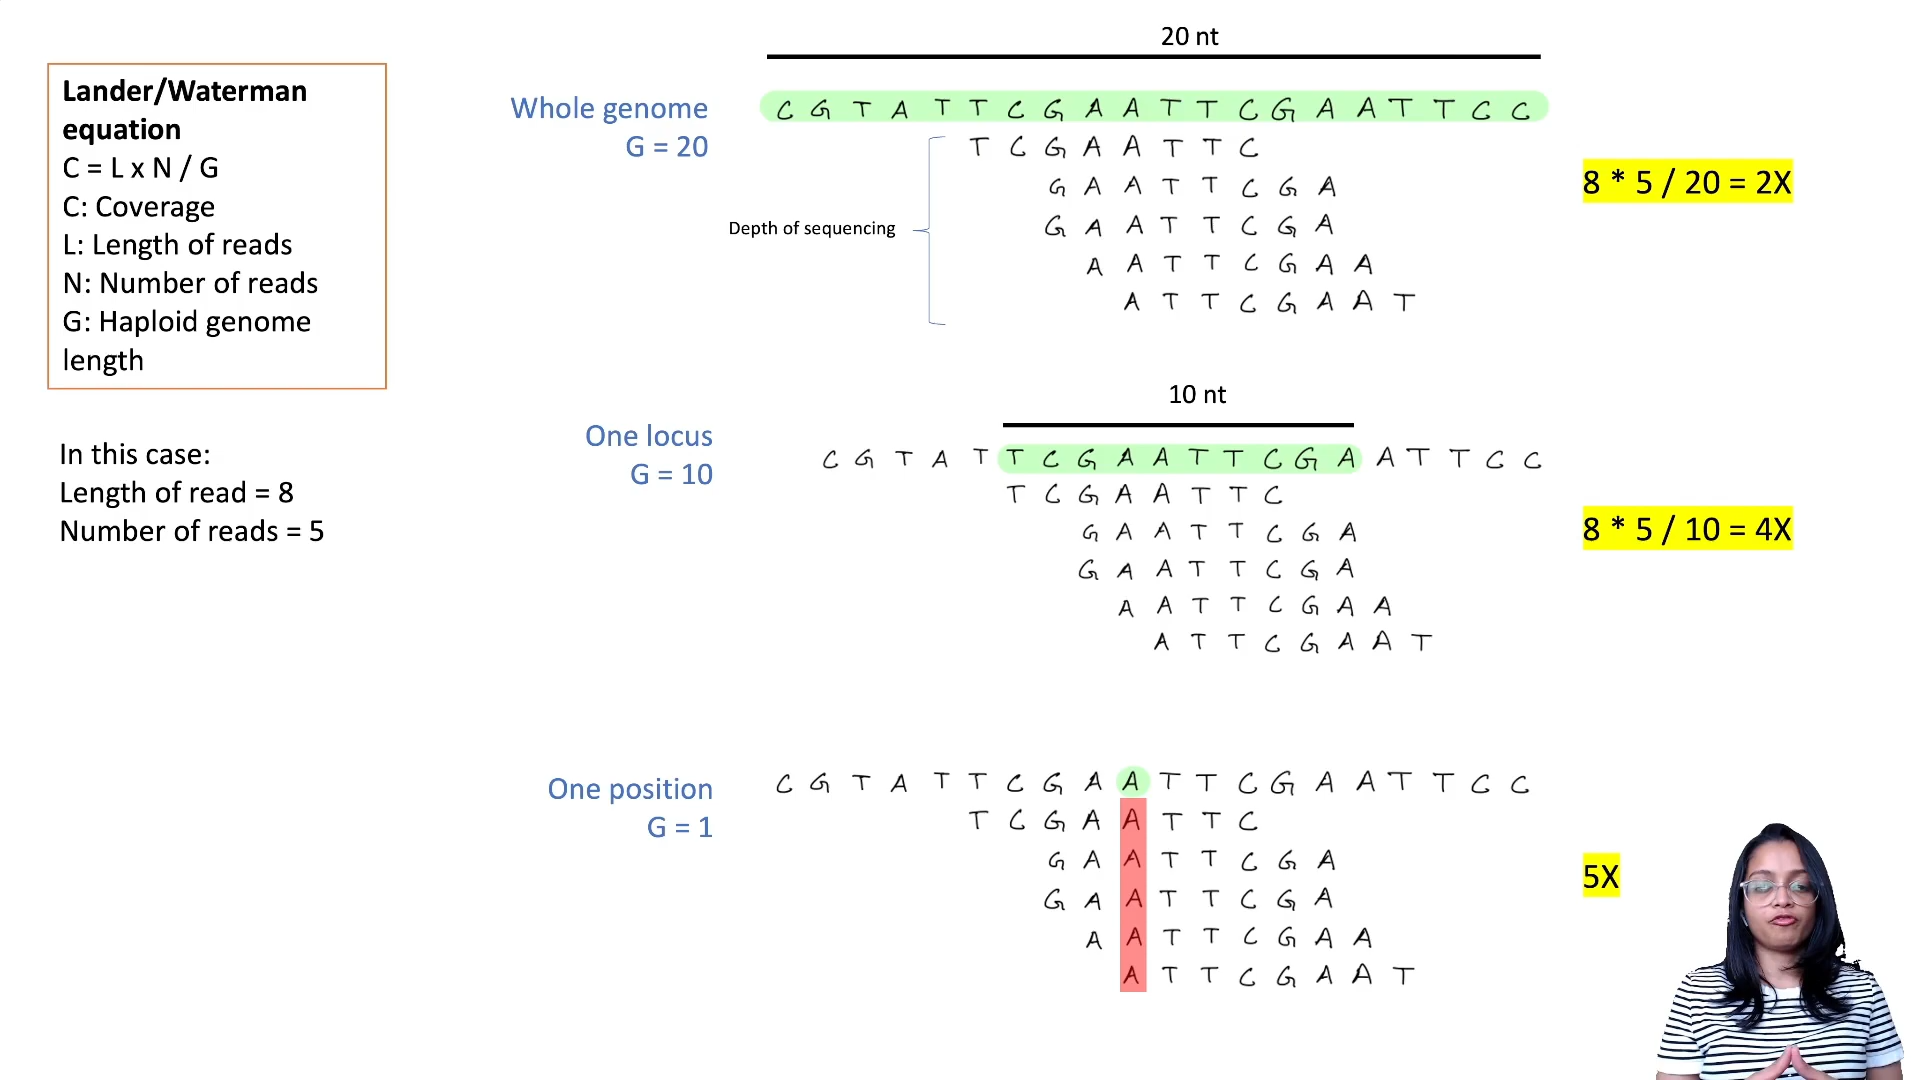 Lander/Waterman
equation
C = L x N / G
C: Coverage
L: Length of reads
N: Number of reads
G: Haploid genome
length
In this case:
Length of read = 8
Number of reads = 5
20 nt
Whole genome
G = 20
C G T A T T C G A A T T C G A A T T C C
T C G A A T T C
G A A T T C G A
Depth of sequencing
G A A T T C G A
A A T T C G A A
A T T C G A A T
8 * 5 / 20 = 2X
10 nt
One locus
G = 10
C G T A T T C G A A T T C G A A T T C C
T C G A A T T C
G A A T T C G A
G A A T T C G A
A A T T C G A A
A T T C G A A T
8 * 5 / 10 = 4X
One position
G = 1
C G T A T T C G A A T T C G A A T T C C
T C G A A T T C
G A A T T C G A
G A A T T C G A
A A T T C G A A
A T T C G A A T
5X